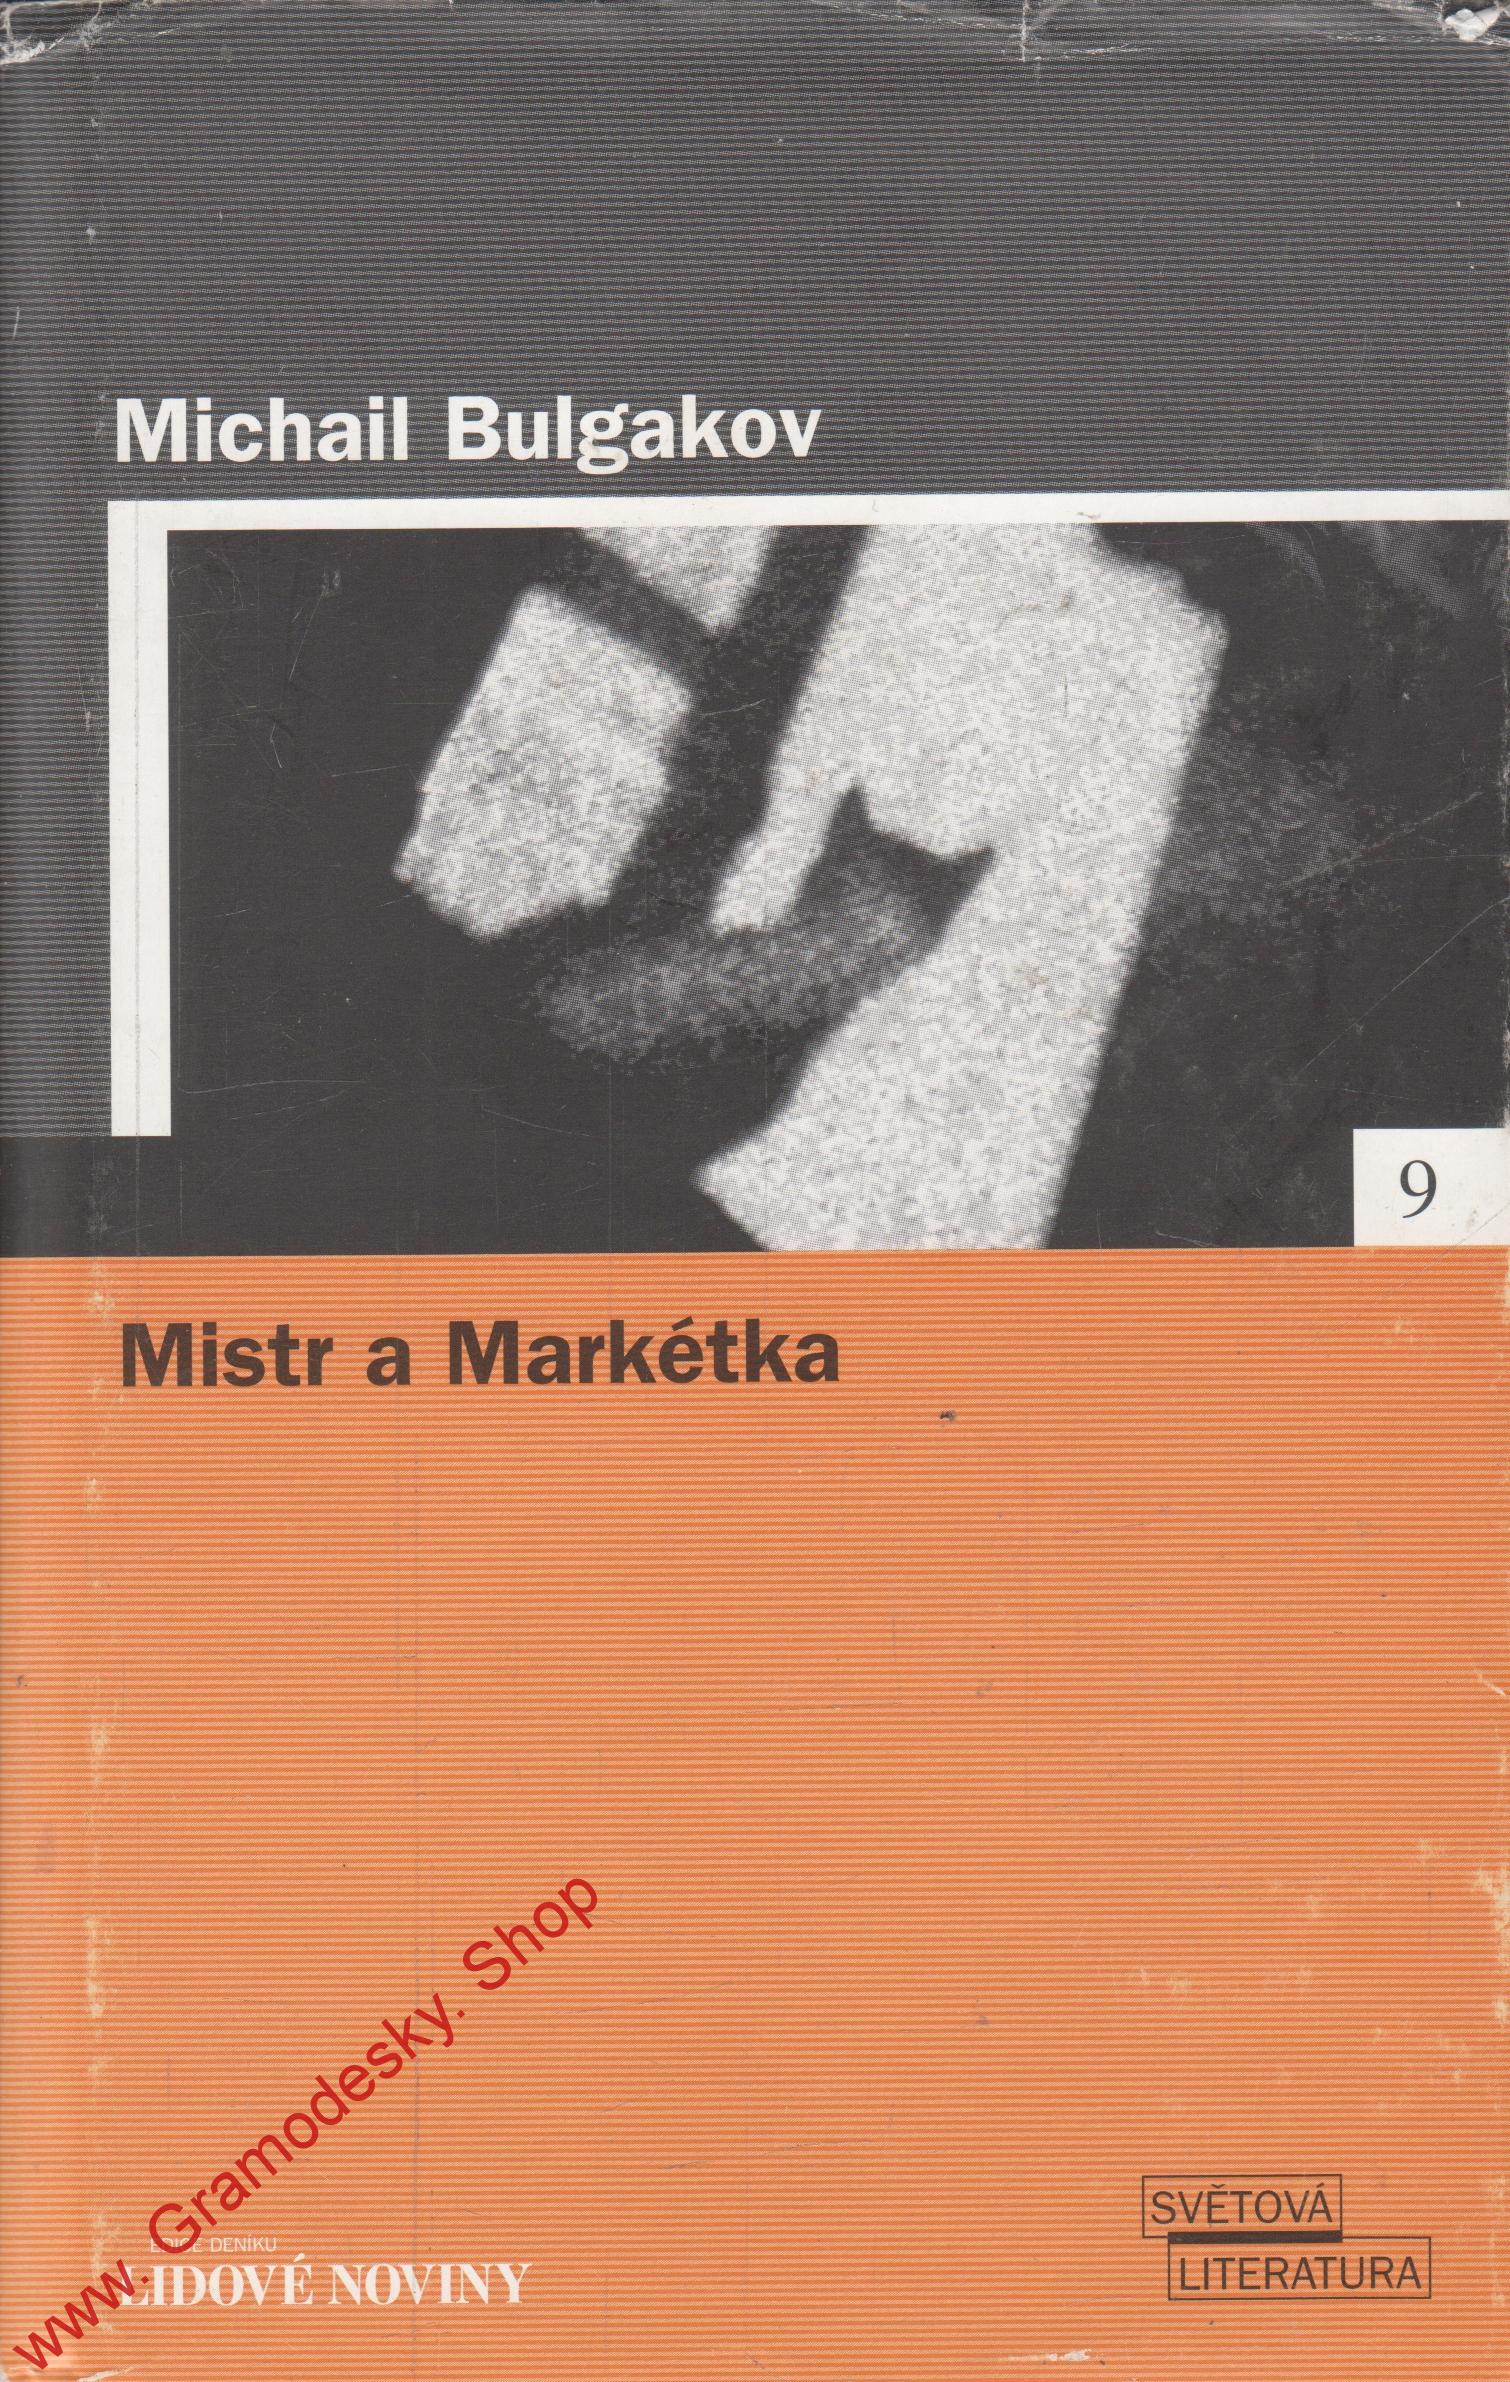 Michail Bulgakov
9
Mistr a Markétka
www. Gramodesky. Shop
EDICE DENÍKU
LIDOVÉ NOVINY
SVĚTOVÁ
LITERATURA